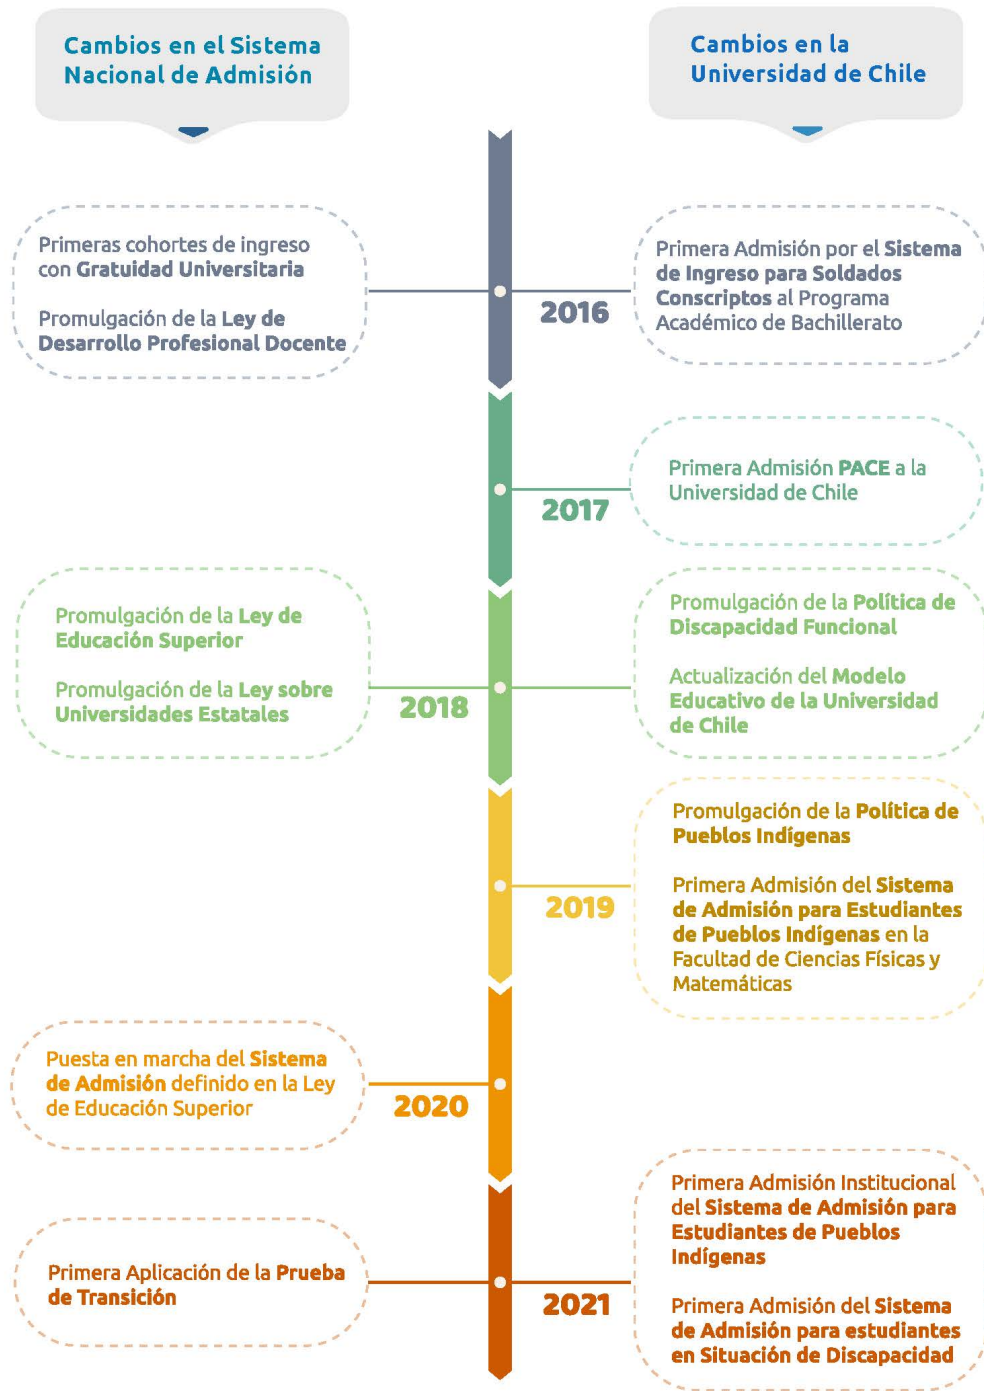 Cambios en el Sistema
Nacional de Admisión
Cambios en la
Universidad de Chile
Primeras cohortes de ingreso
con Gratuidad Universitaria
Promulgación de la Ley de
Desarrollo Profesional Docente
2016
Primera Admisión por el Sistema
de Ingreso para Soldados
Conscriptos al Programa
Académico de Bachillerato
2017
Primera Admisión PACE a la
Universidad de Chile
Promulgación de la Ley de
Educación Superior
Promulgación de la Ley sobre
Universidades Estatales
2018
Promulgación de la Política de
Discapacidad Funcional
Actualización del Modelo
Educativo de la Universidad
de Chile
2019
Promulgación de la Política de
Pueblos Indígenas
Primera Admisión del Sistema
de Admisión para Estudiantes
de Pueblos Indígenas en la
Facultad de Ciencias Físicas y
Matemáticas
Puesta en marcha del Sistema
de Admisión definido en la Ley
de Educación Superior
2020
Primera Aplicación de la Prueba
de Transición
2021
Primera Admisión Institucional
del Sistema de Admisión para
Estudiantes de Pueblos
Indígenas
Primera Admisión del Sistema
de Admisión para estudiantes
en Situación de Discapacidad